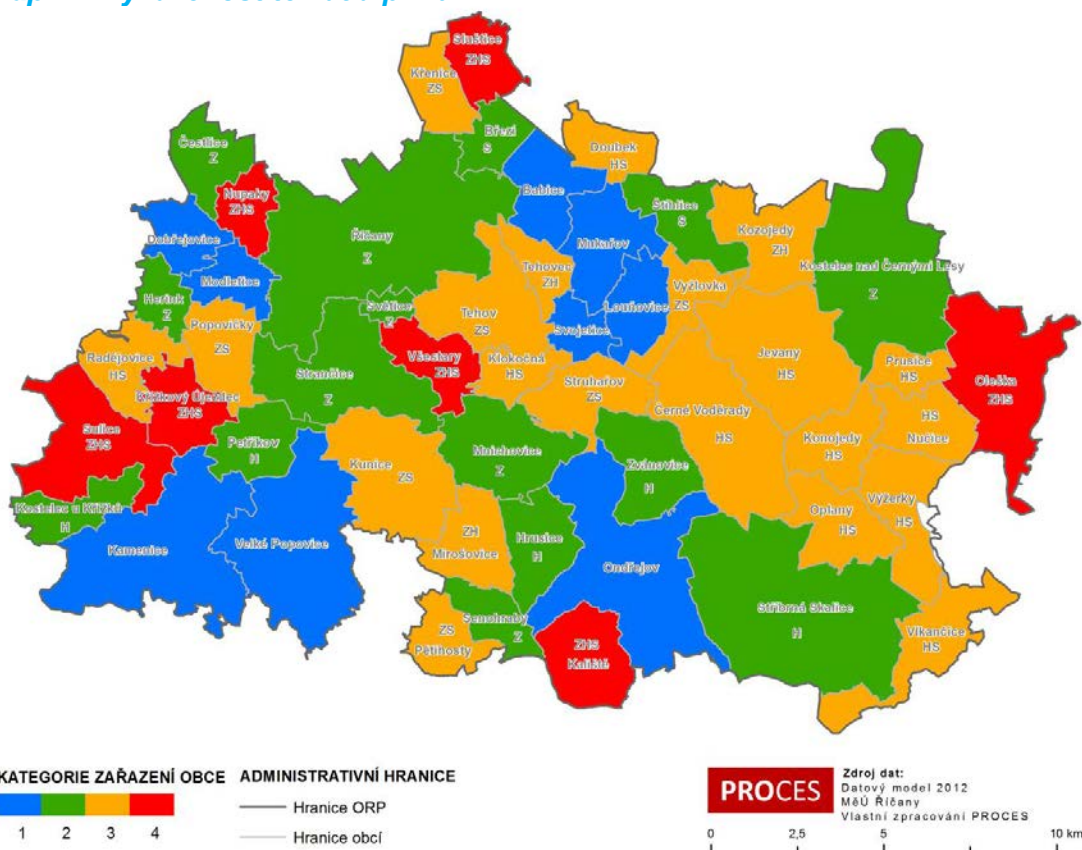 Sluštice
ZHS
Křenice
ZS
Březí
S
Doubek
HS
Čestlice
Z
Nupaky
ZHS
Babice
Štíhlice
S
Kozojedy
ZH
Říčany
Z
Dobřejovice
Mukařov
Modletice
Tehovec
ZH
Kostelec nad Černými Lesy
Z
Herink
Z
Světice
Z
Louňovice
Vyžlovka
ZS
Popovičky
ZS
Tehov
ZS
Svojetice
Radějovice
HS
Všestary
ZHS
Klokočná
HS
Jevany
HS
Prusice
HS
Oleška
ZHS
Strančice
Z
Struhařov
ZS
Křížkový Újezdec
ZHS
Černé Voděrady
HS
HS
Nučice
Sulice
ZHS
Petříkov
H
Konojedy
HS
Mnichovice
Z
Kunice
ZS
Zvánovice
H
Výžerky
HS
Kostelec u Křížků
H
Oplany
HS
ZH
Mirošovice
Hrusice
H
Velké Popovice
Kamenice
Ondřejov
Stříbrná Skalice
H
Senohraby
Z
ZS
Pětihosty
Vlkančice
HS
ZHS
Kaliště
KATEGORIE ZAŘAZENÍ OBCE
1 2 3 4
ADMINISTRATIVNÍ HRANICE
Hranice ORP
Hranice obcí
PROCES
Zdroj dat:
Datový model 2012
MěÚ Říčany
Vlastní zpracování PROCES
0 2,5 5 10 km